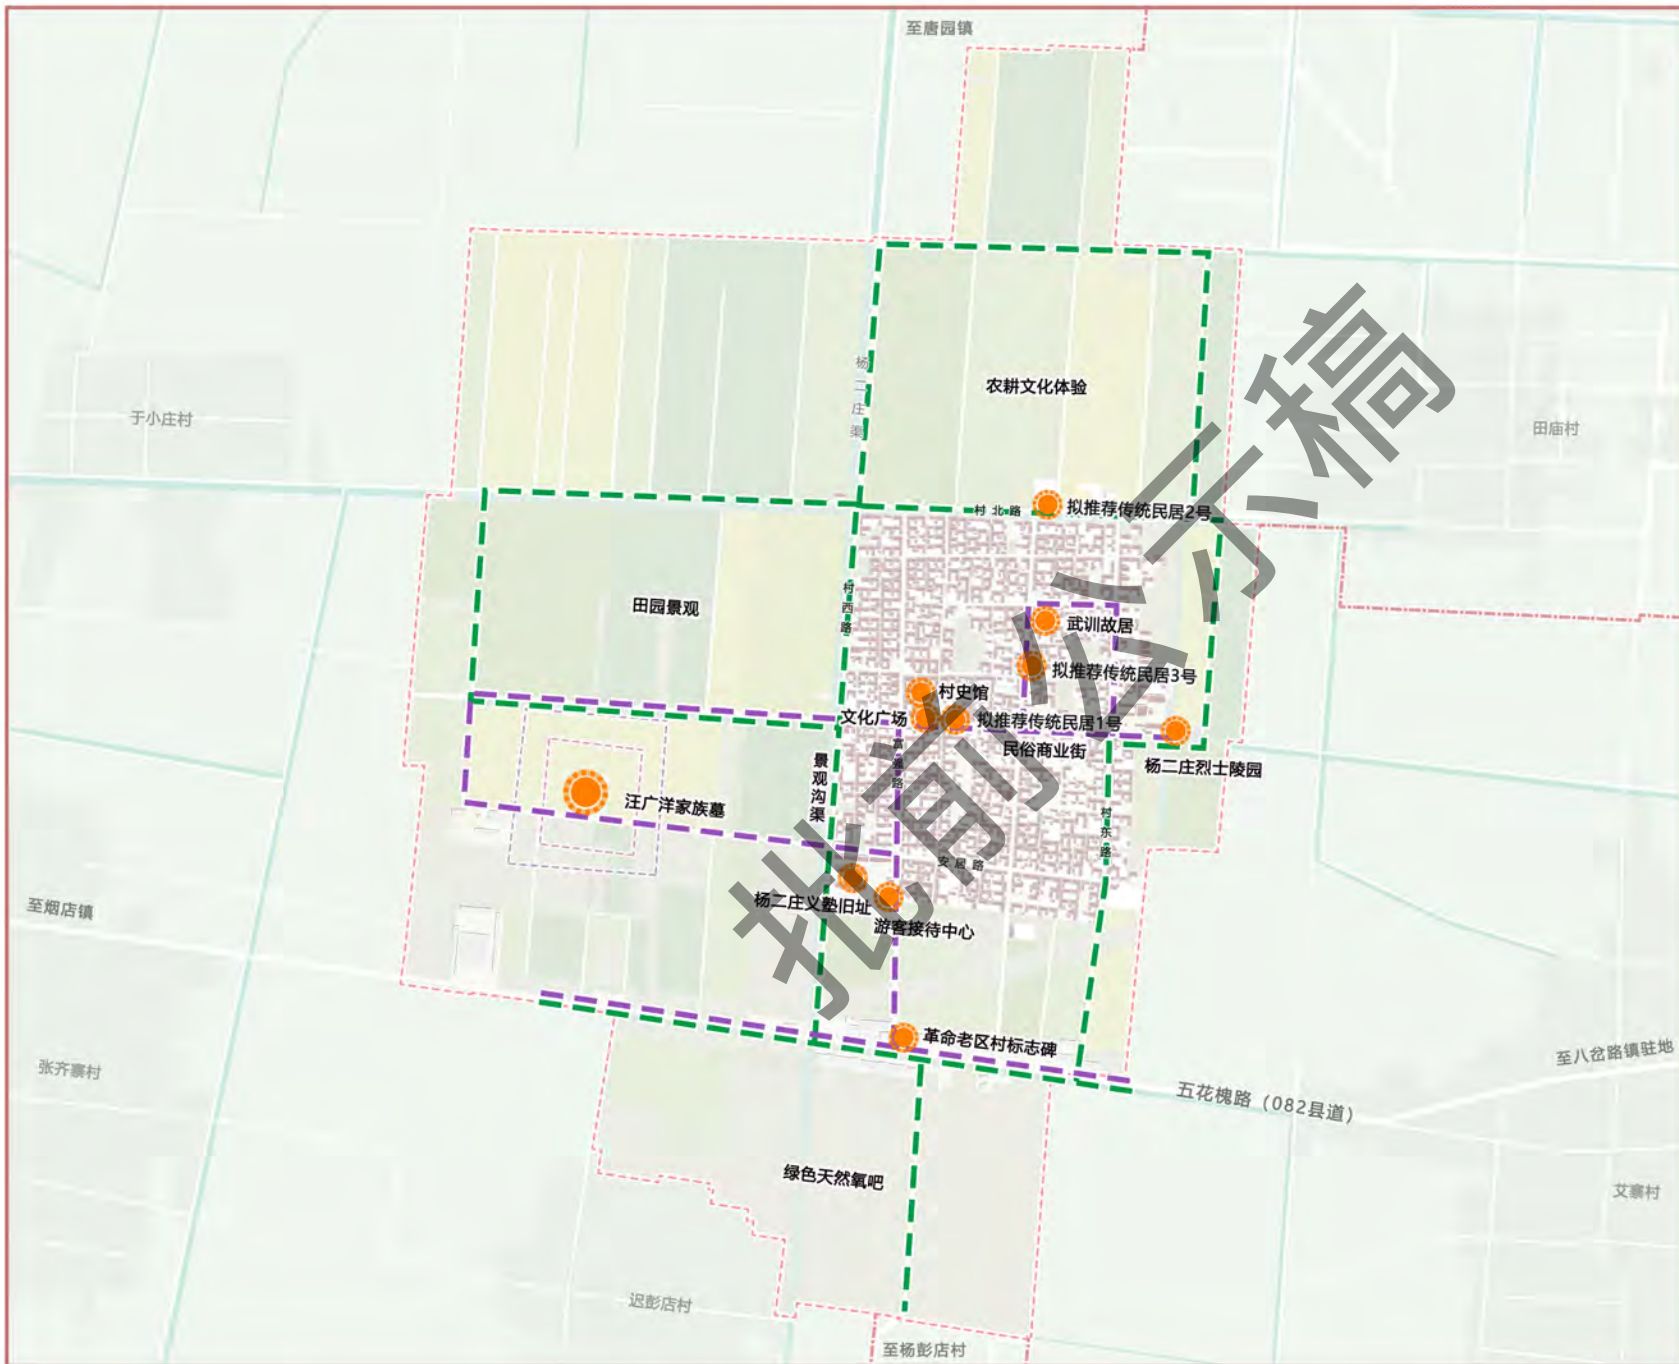 至唐园镇
杨二庄渠
农耕文化体验
于小庄村
田庙村
村北路
拟推荐传统民居2号
田园景观
村西路
武训故居
拟推荐传统民居3号
村史馆
文化广场
拟推荐传统民居1号
民俗商业街
杨二庄烈士陵园
景观沟渠
富强路
汪广洋家族墓
村东路
安居路
杨二庄义塾旧址
游客接待中心
至烟店镇
革命老区村标志碑
至八岔路镇驻地
张齐寨村
五花槐路（082县道）
绿色天然氧吧
艾寨村
迟彭店村
至杨彭店村
批前公示稿